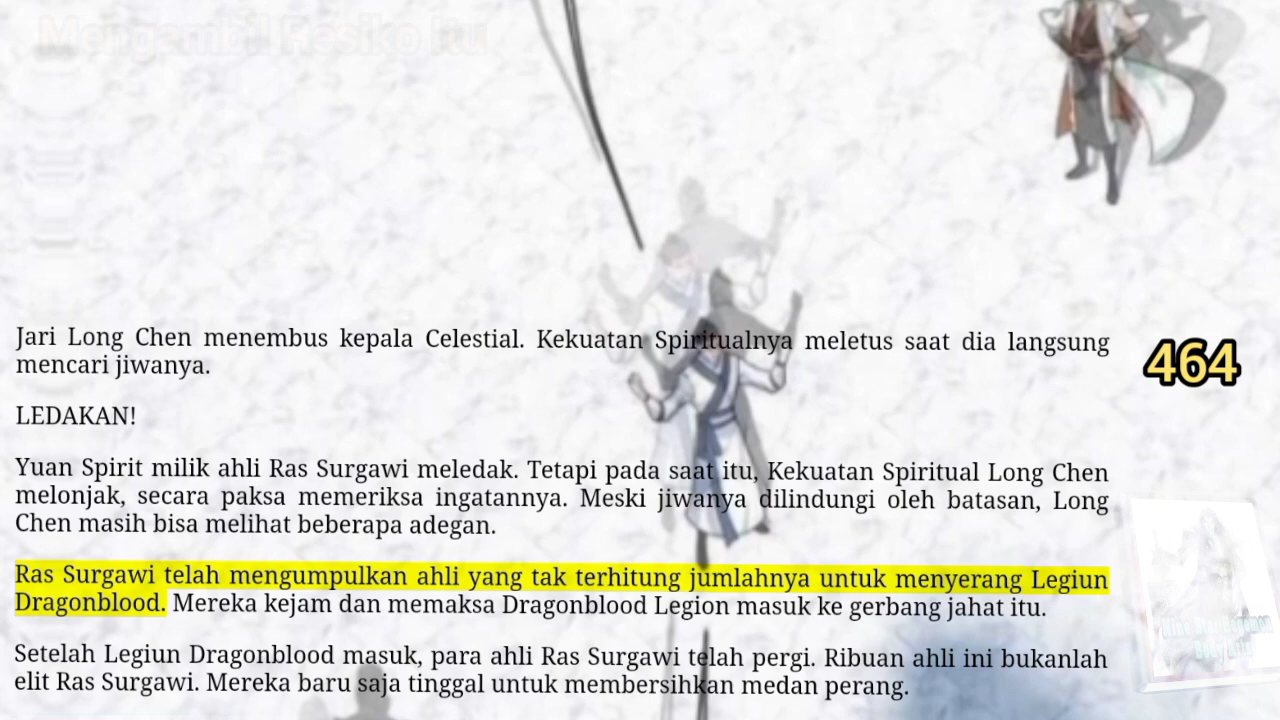 Mengambil Resiko Itu
Jari Long Chen menembus kepala Celestial. Kekuatan Spiritualnya meletus saat dia langsung
mencari jiwanya.
464
LEDAKAN!
Yuan Spirit milik ahli Ras Surgawi meledak. Tetapi pada saat itu, Kekuatan Spiritual Long Chen
melonjak, secara paksa memeriksa ingatannya. Meski jiwanya dilindungi oleh batasan, Long
Chen masih bisa melihat beberapa adegan.
Ras Surgawi telah mengumpulkan ahli yang tak terhitung jumlahnya untuk menyerang Legiun
Dragonblood. Mereka kejam dan memaksa Dragonblood Legion masuk ke gerbang jahat itu.
Setelah Legiun Dragonblood masuk, para ahli Ras Surgawi telah pergi. Ribuan ahli ini bukanlah
elit Ras Surgawi. Mereka baru saja tinggal untuk membersihkan medan perang.